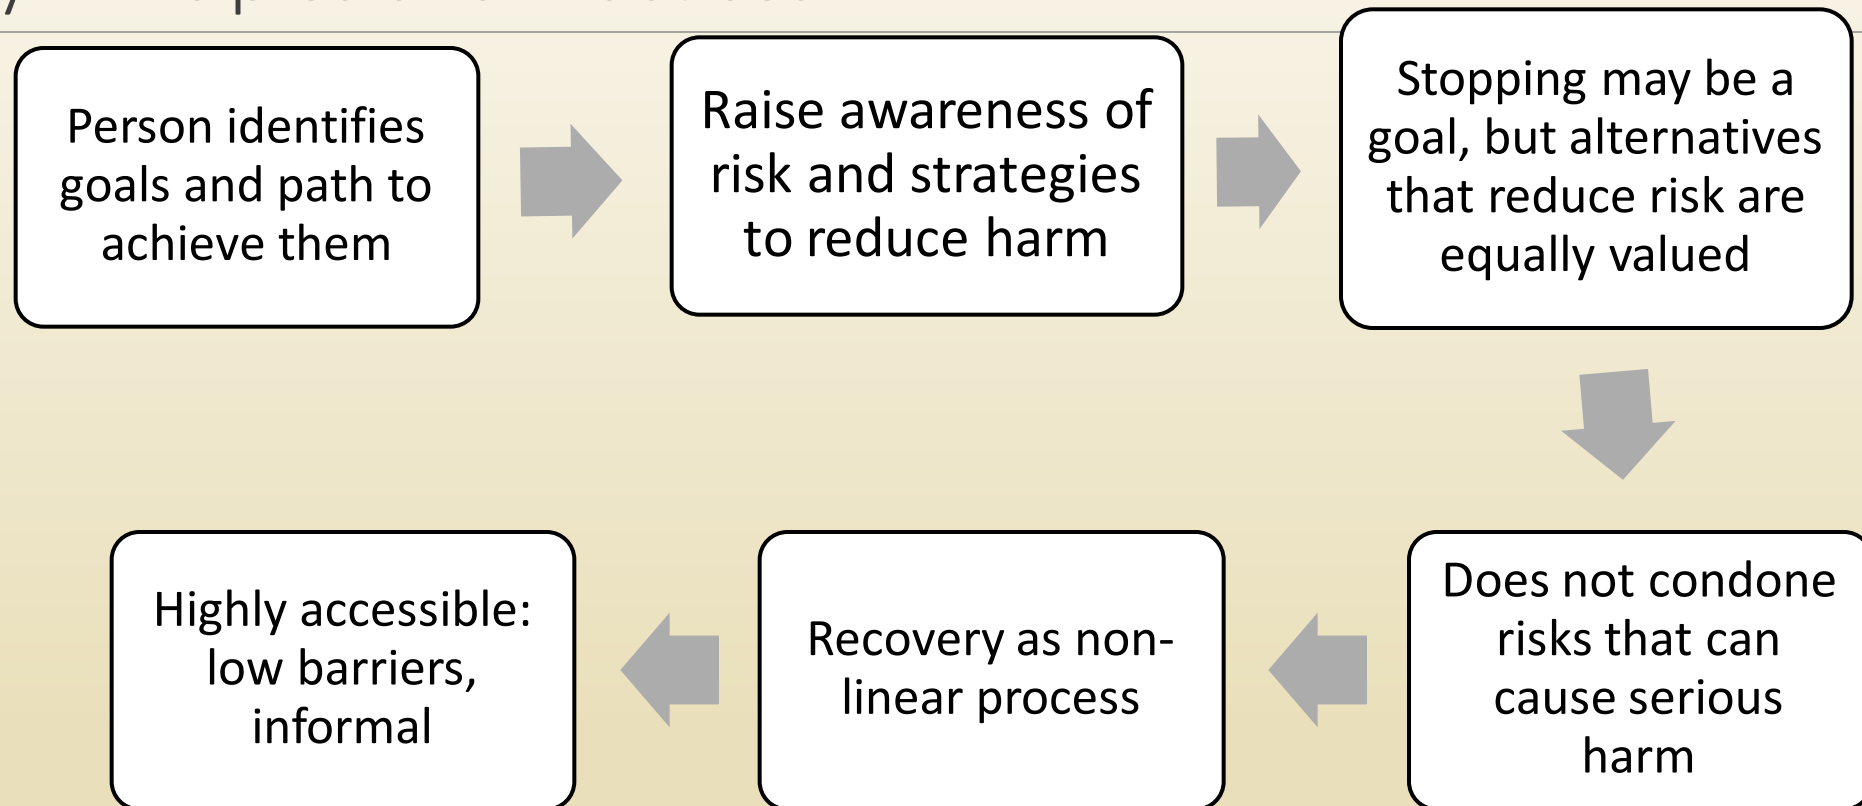 Person identifies
goals and path to
achieve them
Raise awareness of
risk and strategies
to reduce harm
Stopping may be a
goal, but alternatives
that reduce risk are
equally valued
Does not condone
risks that can
cause serious
harm
Recovery as non-
linear process
Highly accessible:
low barriers,
informal